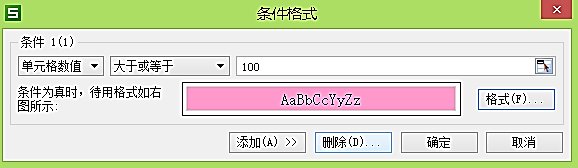 条件格式
条件 1(1)
单元格数值 大于或等于 100
条件为真时，待用格式如右
图所示:
AaBbCcYyZz
格式(F)...
添加(A) >> 删除(D)... 确定 取消